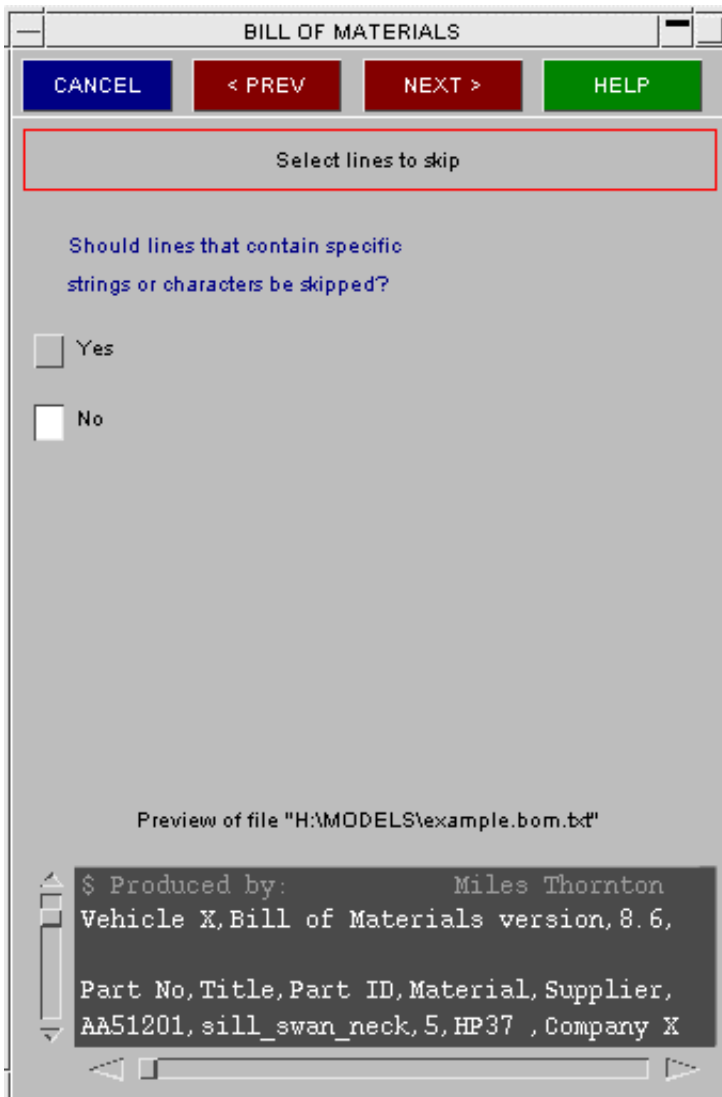 BILL OF MATERIALS
CANCEL < PREV NEXT > HELP
Select lines to skip
Should lines that contain specific
strings or characters be skipped?
Yes
No
Preview of file "H:\MODELS\example.bom.txt"
$ Produced by: Miles Thornton
Vehicle X,Bill of Materials version,8.6,
Part No,Title,Part ID,Material,Supplier,
AA51201,sill_swan_neck,5,HP37 ,Company X